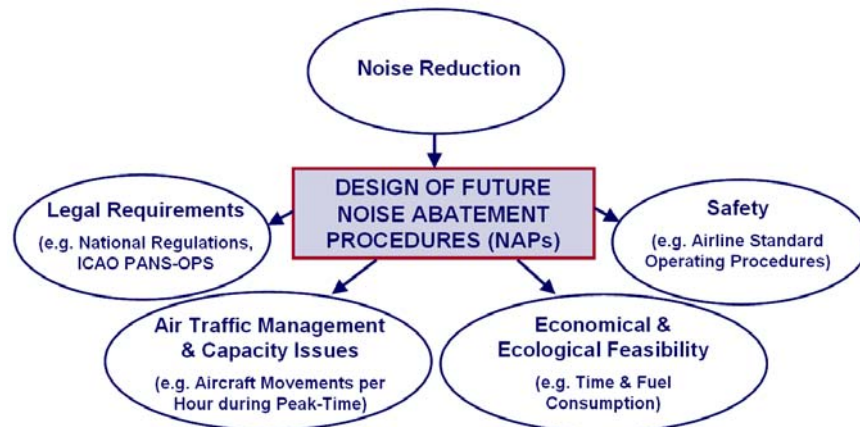 Noise Reduction
DESIGN OF FUTURE
NOISE ABATEMENT
PROCEDURES (NAPs)
Legal Requirements
(e.g. National Regulations,
ICAO PANS-OPS
Safety
(e.g. Airline Standard
Operating Procedures)
Air Traffic Management
& Capacity Issues
(e.g. Aircraft Movements per
Hour during Peak-Time)
Economical &
Ecological Feasibility
(e.g. Time & Fuel
Consumption)